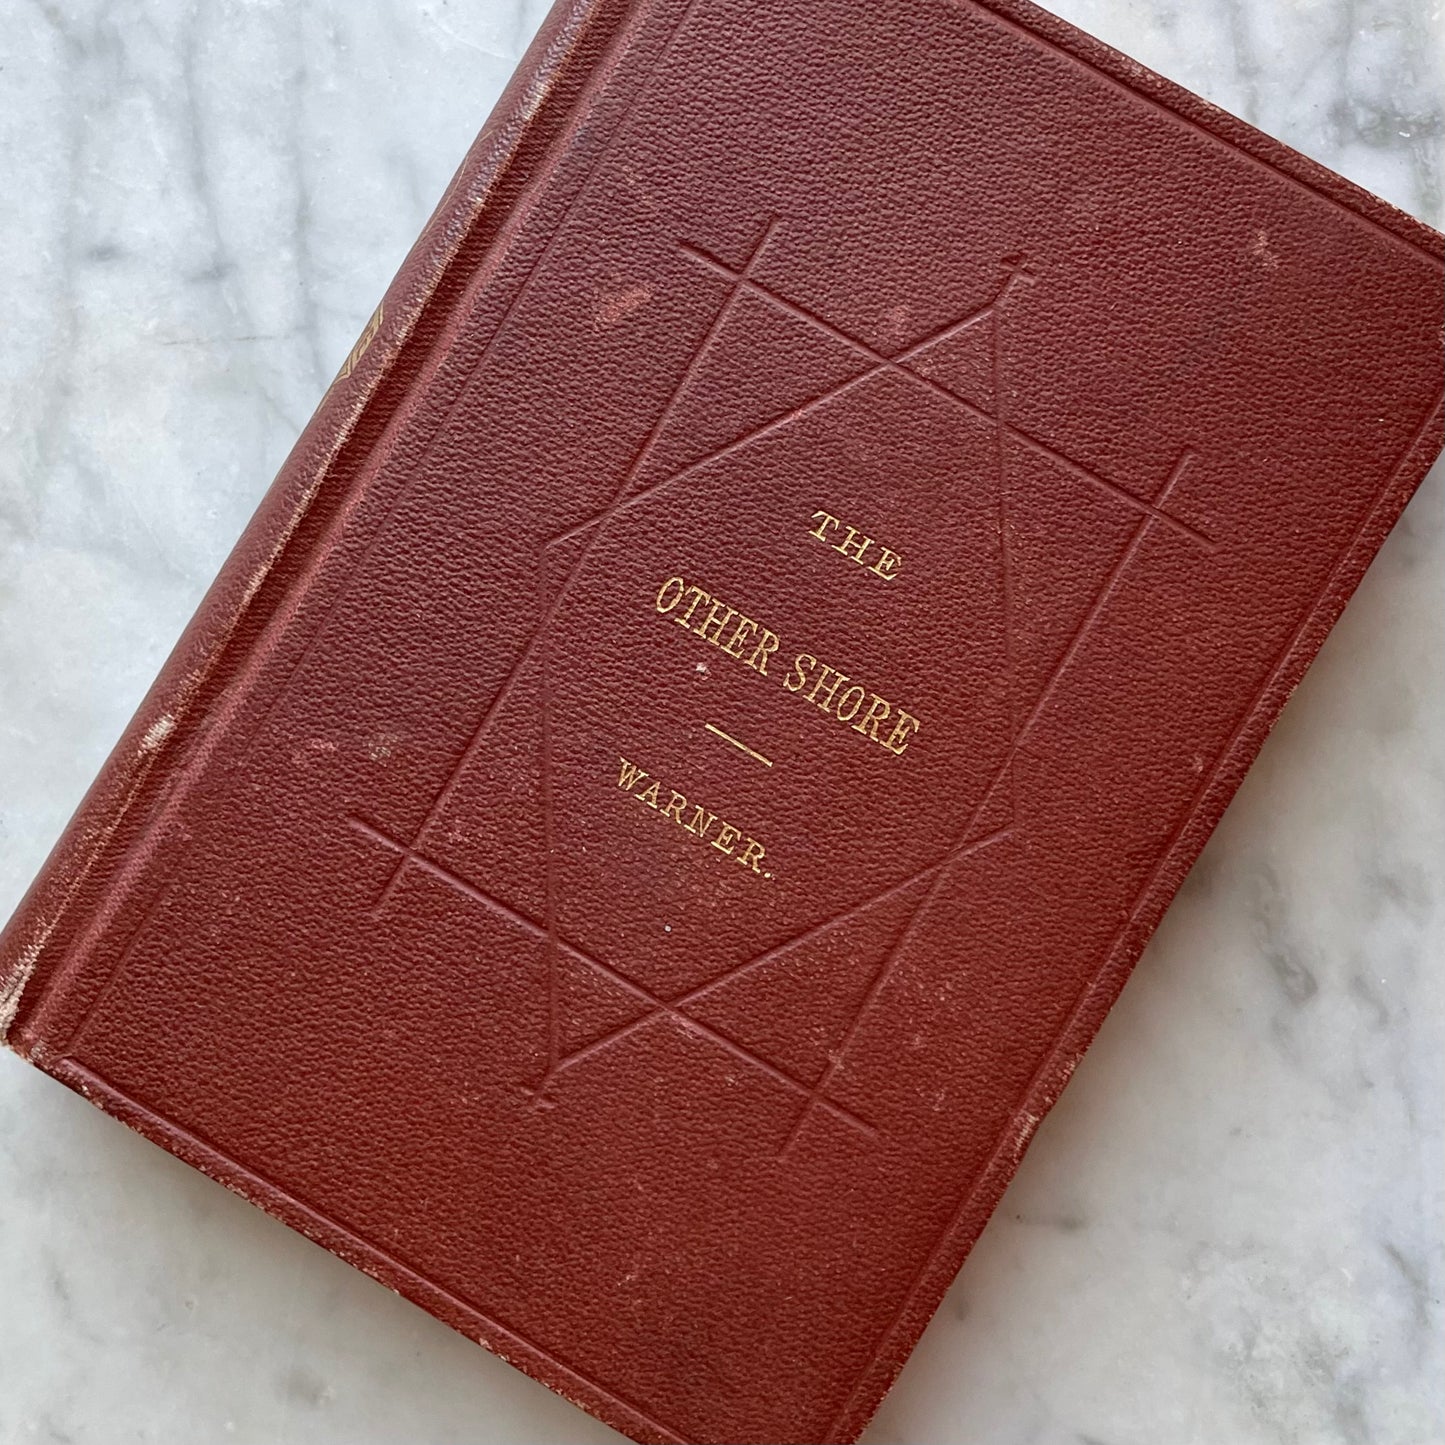 THE
OTHER SHORE
WARNER.